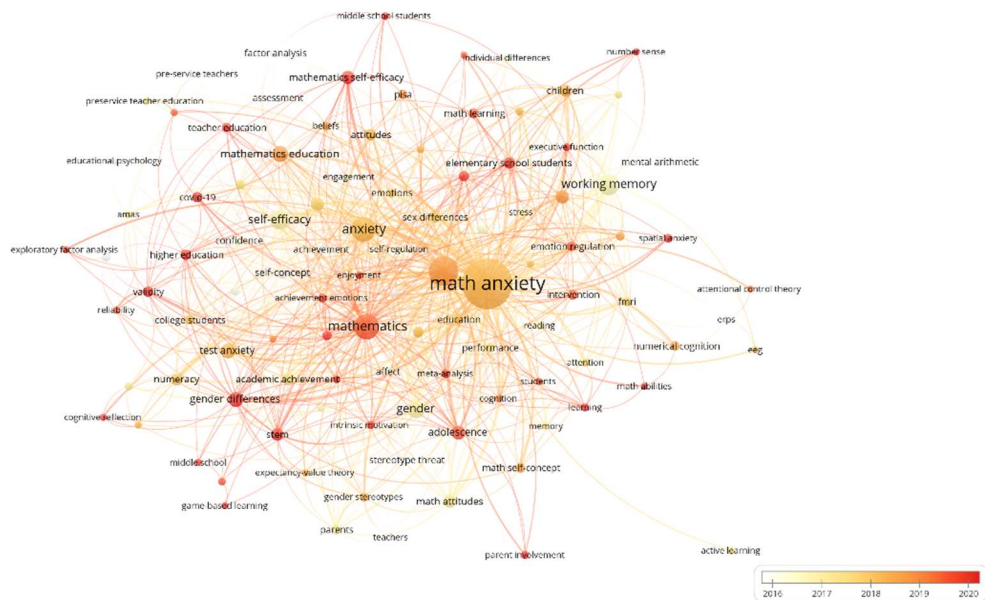 middle school students
factor analysis
number sense
individual differences
pre-service teachers
mathematics self-efficacy
children
pisa
assessment
preservice teacher education
math learning
teacher education
beliefs
attitudes
executive function
mathematics education
educational psychology
elementary school students
mental arithmetic
engagement
working memory
emotions
covid-19
amas
self-efficacy
sex differences
stress
anxiety
confidence
spatial anxiety
exploratory factor analysis
achievement
self-regulation
emotion regulation
higher education
self-concept
enjoyment
math anxiety
attentional control theory
validity
achievement emotions
intervention
fmri
reliability
college students
education
erps
mathematics
reading
test anxiety
performance
numerical cognition
eeg
attention
affect
meta-analysis
numeracy
academic achievement
students
math abilities
gender differences
cognition
gender
learning
cognitive reflection
intrinsic motivation
memory
stem
adolescence
middle school
stereotype threat
expectancy-value theory
math self-concept
gender stereotypes
math attitudes
game-based learning
parents
teachers
parent involvement
active learning
2016 2017 2018 2019 2020